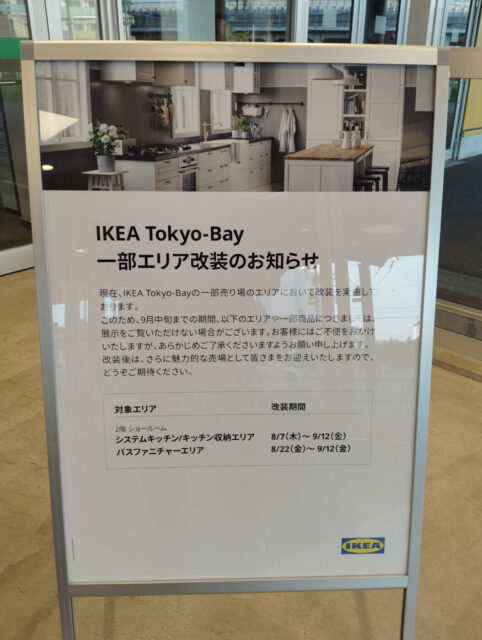 IKEA Tokyo-Bay
一部エリア改装のお知らせ
現在、IKEA Tokyo-Bayの一部売り場のエリアにおいて改装を実施して
おります。
このため、9月中旬までの期間、以下のエリアや一部商品につきましては、
展示をご覧いただけない場合がございます。お客様にはご不便をおかけ
いたしますが、あらかじめご了承くださいますようお願い申し上げます。
改装後は、さらに魅力的な売場として皆さまをお迎えいたしますので、
どうぞご期待ください。
対象エリア 改装期間
2階 ショールーム
システムキッチン/キッチン収納エリア 8/7(木)～ 9/12(金)
バスファニチャーエリア 8/22(金)～ 9/12(金)
IKEA